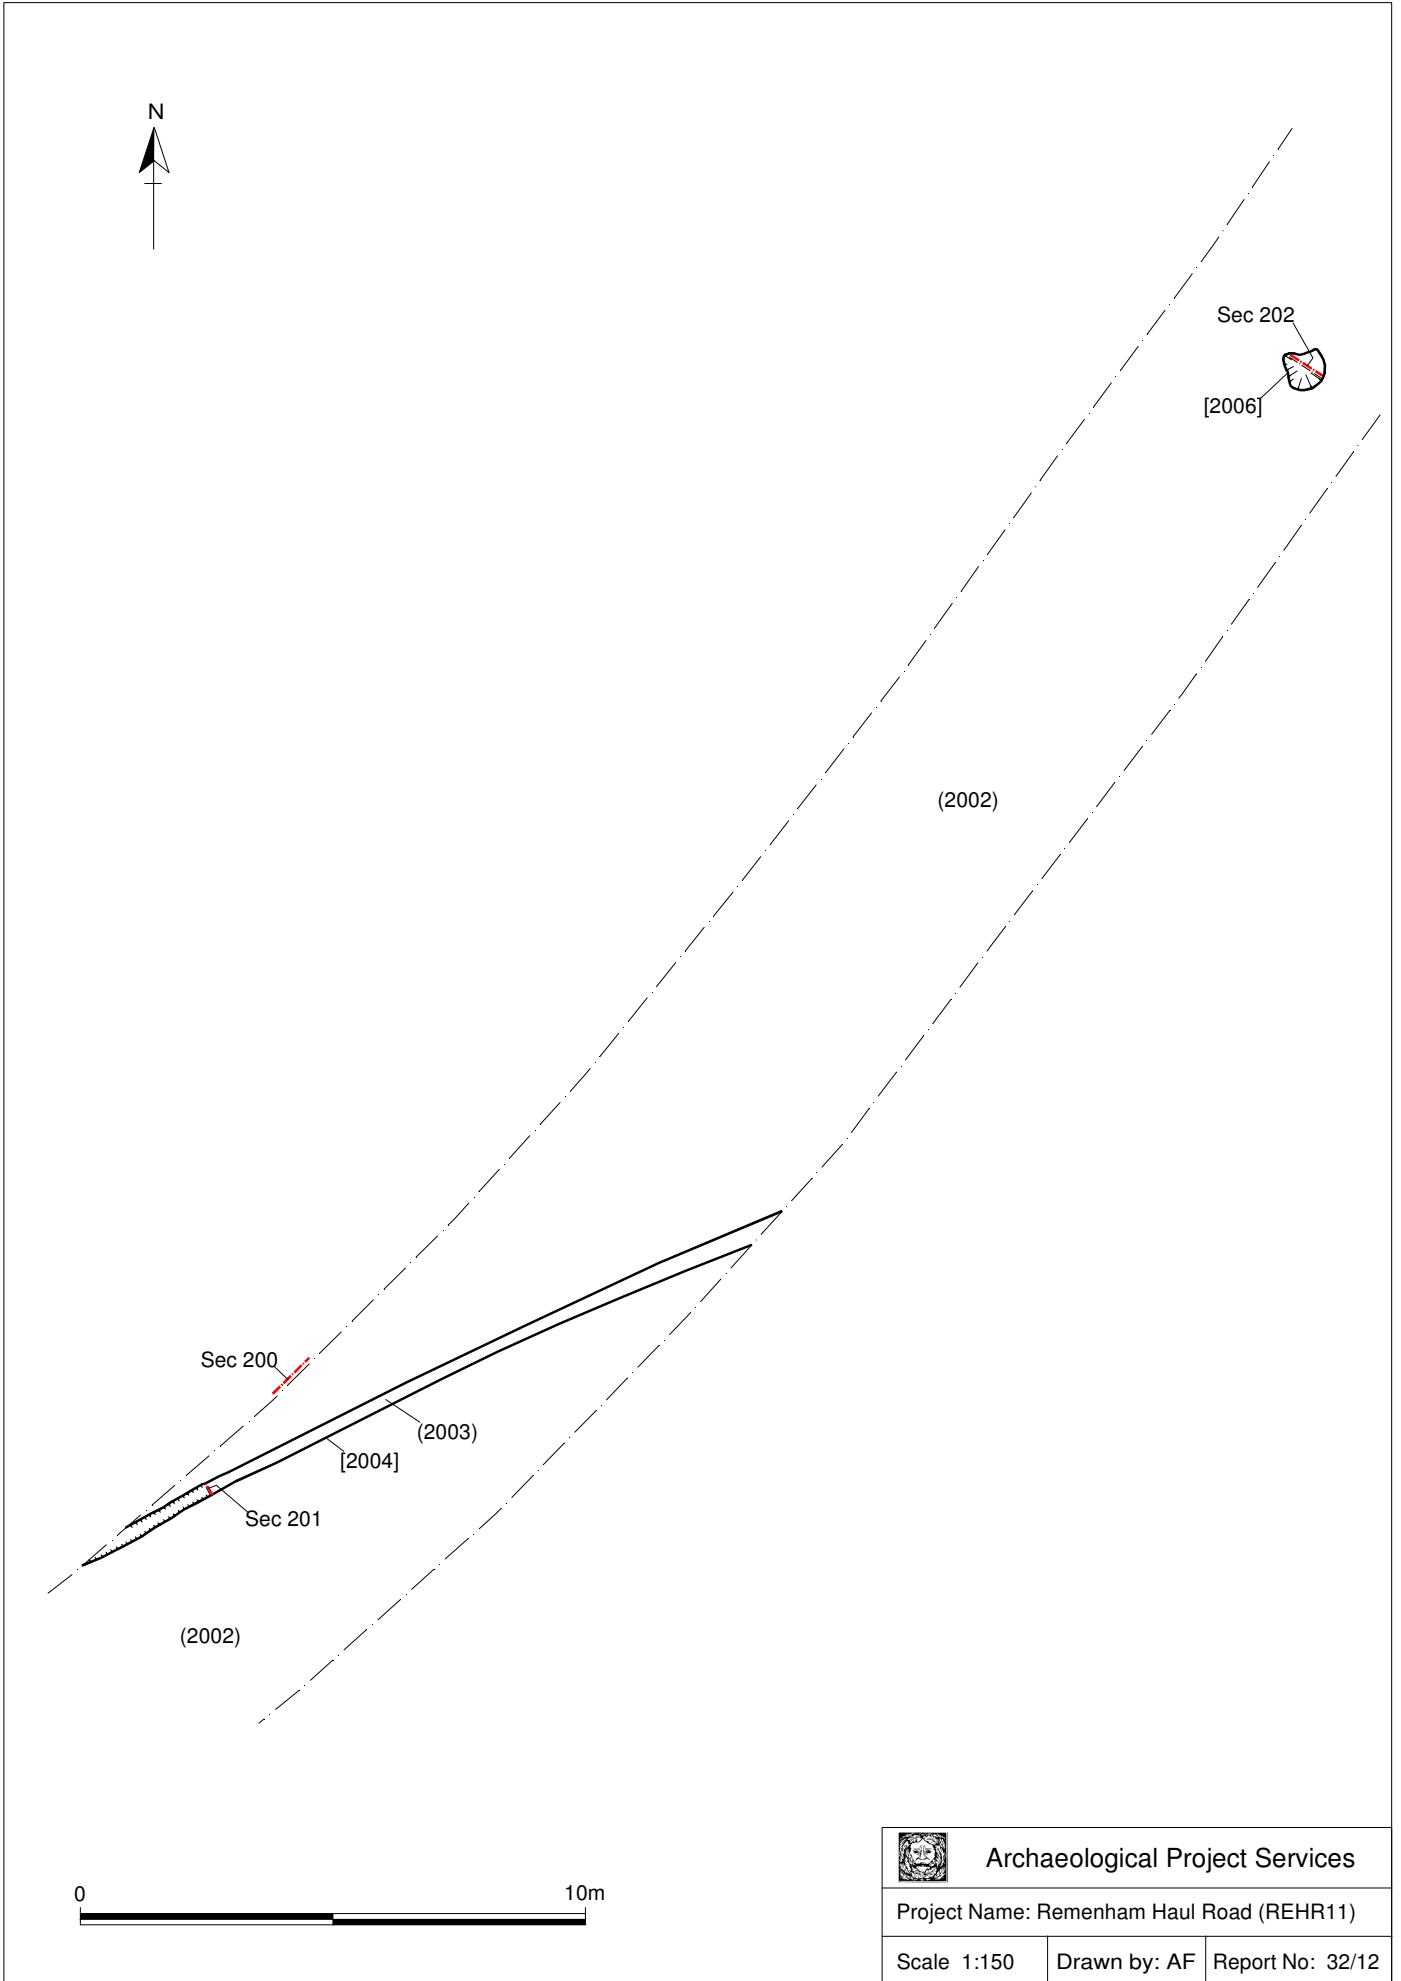 N
Sec 202
[2006]
(2002)
Sec 200
(2003)
[2004]
Sec 201
(2002)
0 10m
Archaeological Project Services
Project Name: Remenham Haul Road (REHR11)
Scale 1:150 Drawn by: AF Report No: 32/12